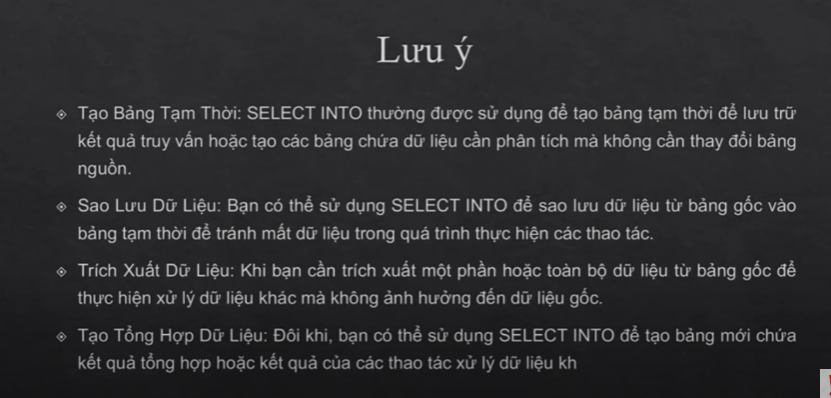 Lưu ý
Tạo Bảng Tạm Thời: SELECT INTO thường được sử dụng để tạo bảng tạm thời để lưu trữ
kết quả truy vấn hoặc tạo các bảng chứa dữ liệu cần phân tích mà không cần thay đổi bảng
nguồn.
Sao Lưu Dữ Liệu: Bạn có thể sử dụng SELECT INTO để sao lưu dữ liệu từ bảng gốc vào
bảng tạm thời để tránh mất dữ liệu trong quá trình thực hiện các thao tác.
Trích Xuất Dữ Liệu: Khi bạn cần trích xuất một phần hoặc toàn bộ dữ liệu từ bảng gốc để
thực hiện xử lý dữ liệu khác mà không ảnh hưởng đến dữ liệu gốc.
Tạo Tổng Hợp Dữ Liệu: Đôi khi, bạn có thể sử dụng SELECT INTO để tạo bảng mới chứa
kết quả tổng hợp hoặc kết quả của các thao tác xử lý dữ liệu kh